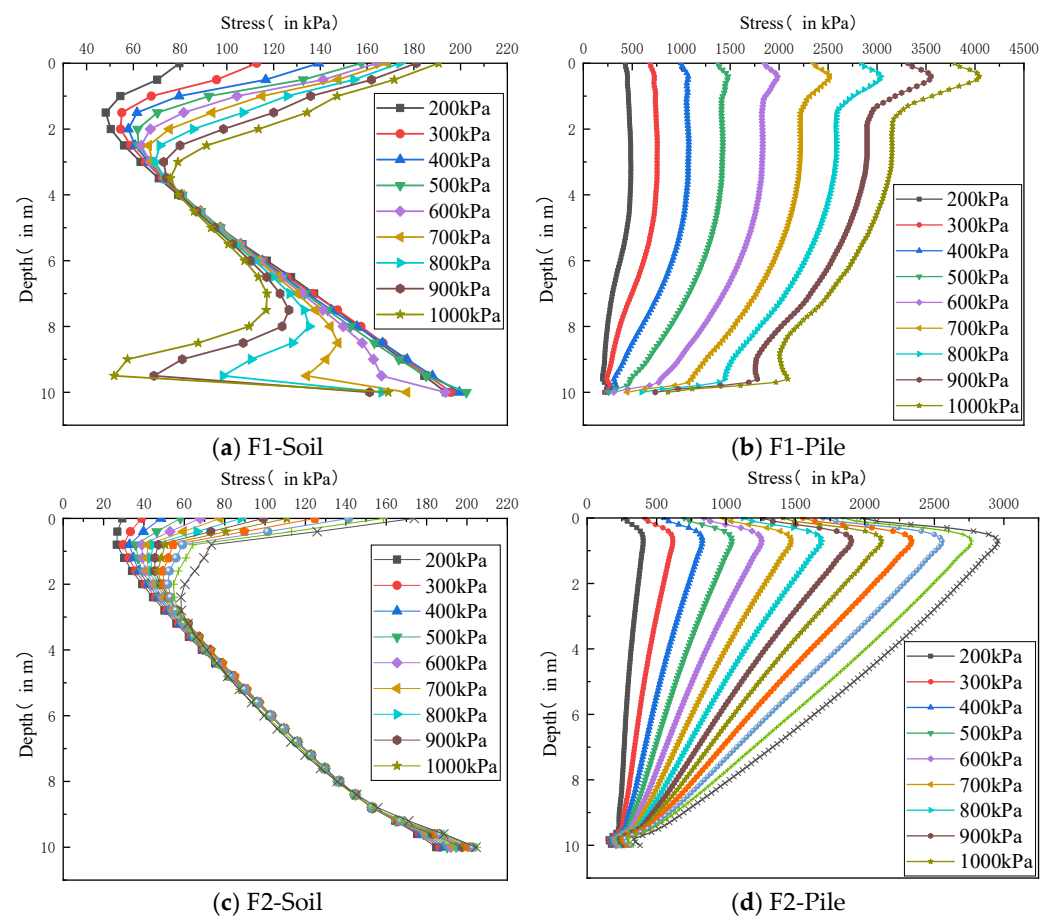 Stress( in kPa)
40 60 80 100 120 140 160 180 200 220
0
2
4
6
8
10
Depth( in m)
200kPa
300kPa
400kPa
500kPa
600kPa
700kPa
800kPa
900kPa
1000kPa
(a) F1-Soil
Stress( in kPa)
0 500 1000 1500 2000 2500 3000 3500 4000 4500
0
2
4
6
8
10
Depth( in m)
200kPa
300kPa
400kPa
500kPa
600kPa
700kPa
800kPa
900kPa
1000kPa
(b) F1-Pile
Stress( in kPa)
0 20 40 60 80 100 120 140 160 180 200 220
0
2
4
6
8
10
Depth( in m)
200kPa
300kPa
400kPa
500kPa
600kPa
700kPa
800kPa
900kPa
1000kPa
(c) F2-Soil
Stress( in kPa)
0 500 1000 1500 2000 2500 3000
0
2
4
6
8
10
Depth( in m)
200kPa
300kPa
400kPa
500kPa
600kPa
700kPa
800kPa
900kPa
1000kPa
(d) F2-Pile